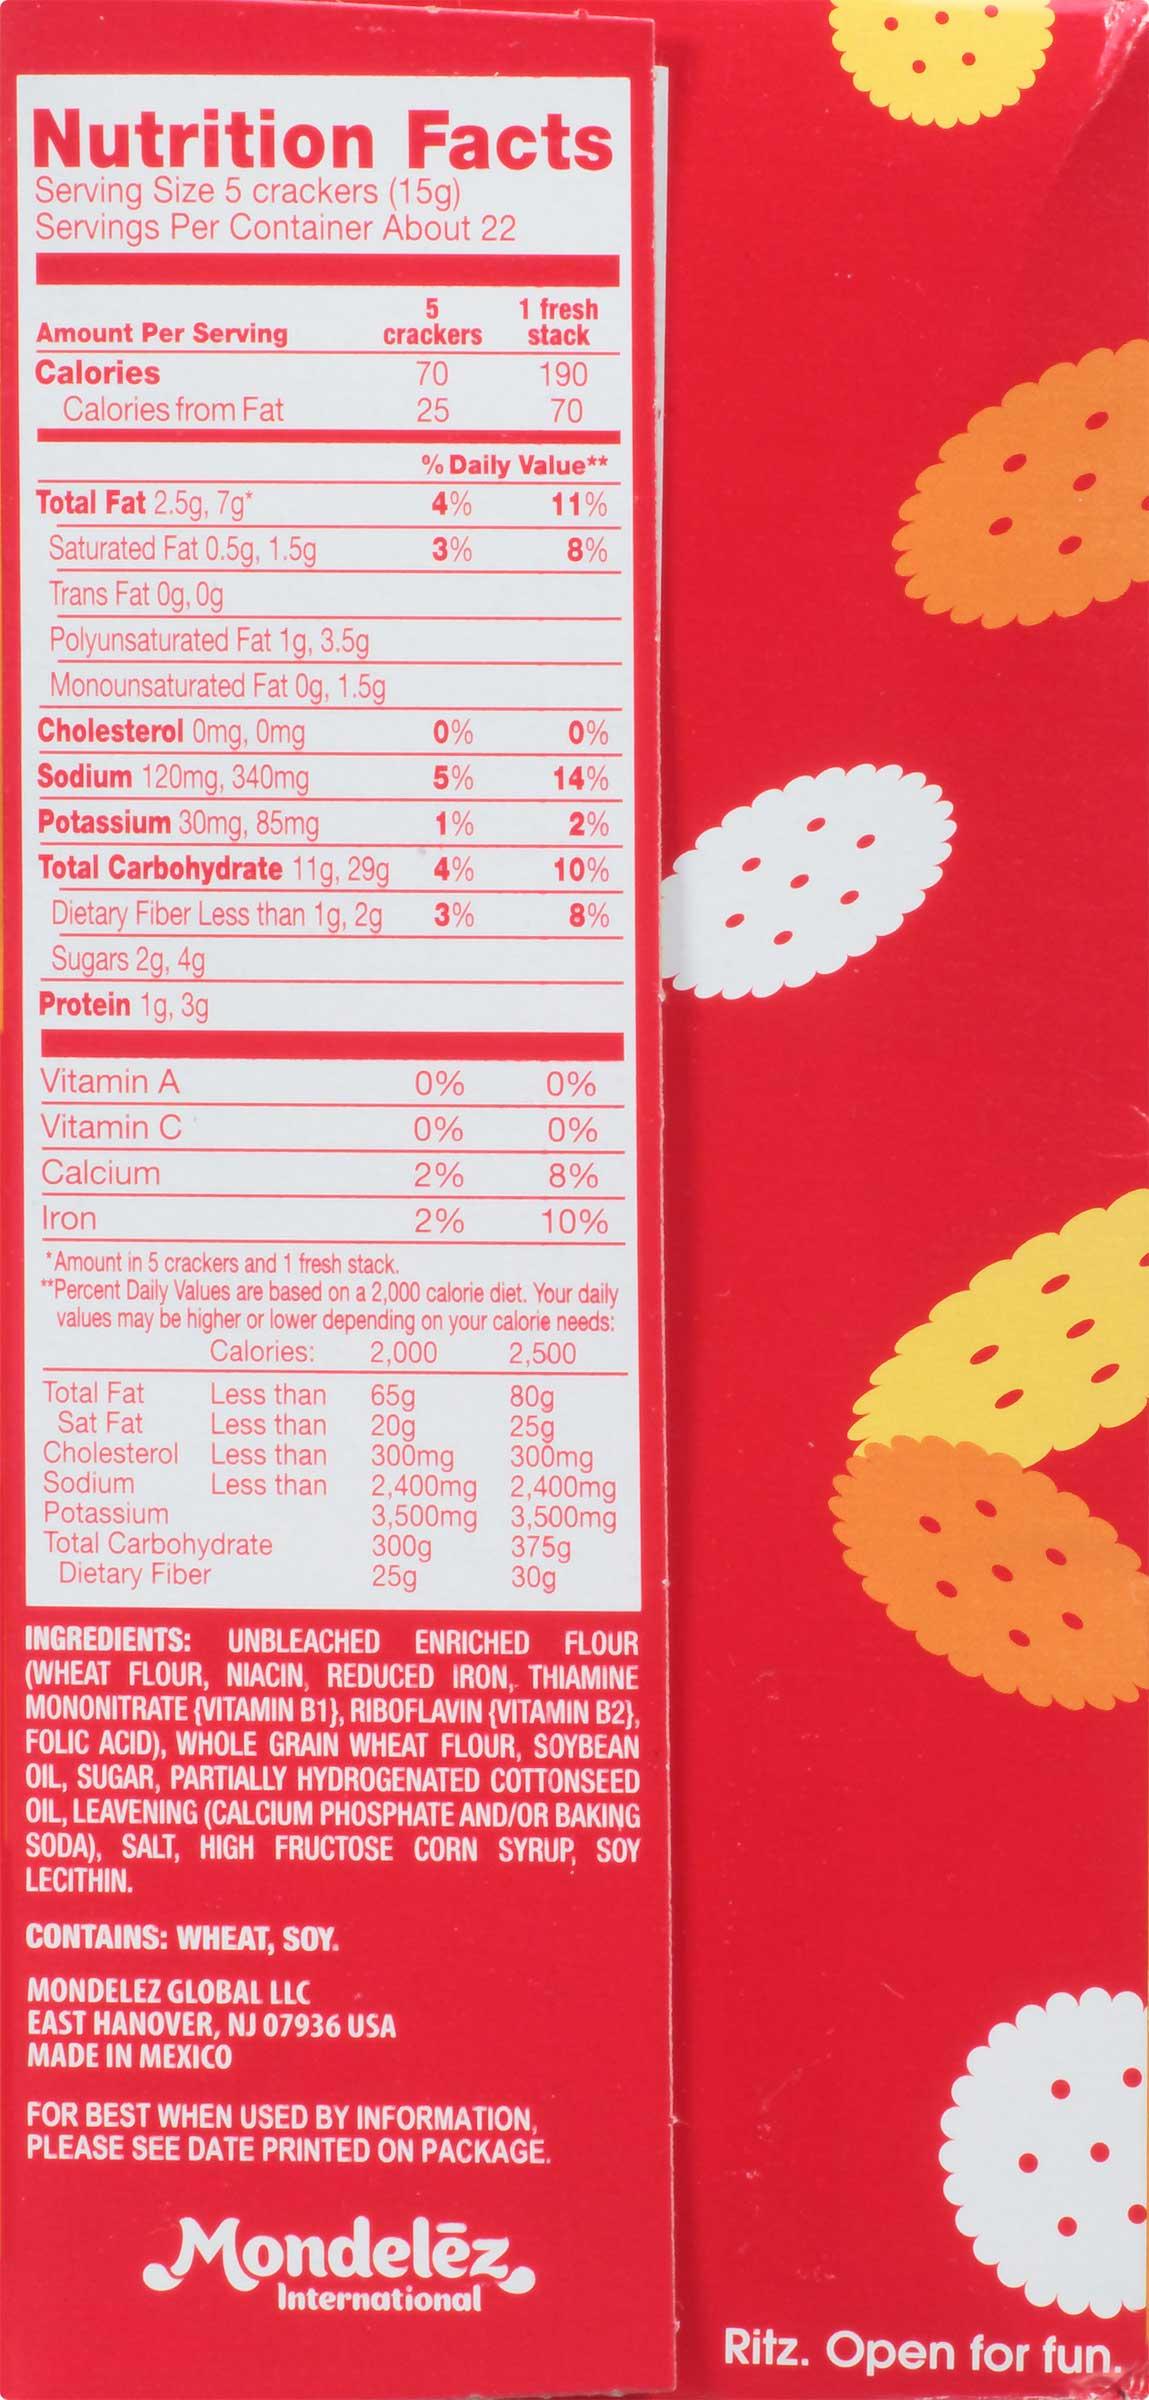 Nutrition Facts
Serving Size 5 crackers (15g)
Servings Per Container About 22
5 1 fresh
Amount Per Serving crackers stack
Calories 70 190
Calories from Fat 25 70
% Daily Value**
Total Fat 2.5g, 7g* 4% 11%
Saturated Fat 0.5g, 1.5g 3% 8%
Trans Fat 0g, 0g
Polyunsaturated Fat 1g, 3.5g
Monounsaturated Fat 0g, 1.5g
Cholesterol 0mg, 0mg 0% 0%
Sodium 120mg, 340mg 5% 14%
Potassium 30mg, 85mg 1% 2%
Total Carbohydrate 11g, 29g 4% 10%
Dietary Fiber Less than 1g, 2g 3% 8%
Sugars 2g, 4g
Protein 1g, 3g
Vitamin A 0% 0%
Vitamin C 0% 0%
Calcium 2% 8%
Iron 2% 10%
*Amount in 5 crackers and 1 fresh stack.
**Percent Daily Values are based on a 2,000 calorie diet. Your daily
values may be higher or lower depending on your calorie needs:
Calories: 2,000 2,500
Total Fat Less than 65g 80g
Sat Fat Less than 20g 25g
Cholesterol Less than 300mg 300mg
Sodium Less than 2,400mg 2,400mg
Potassium 3,500mg 3,500mg
Total Carbohydrate 300g 375g
Dietary Fiber 25g 30g
INGREDIENTS: UNBLEACHED ENRICHED FLOUR
(WHEAT FLOUR, NIACIN, REDUCED IRON, THIAMINE
MONONITRATE {VITAMIN B1}, RIBOFLAVIN {VITAMIN B2},
FOLIC ACID), WHOLE GRAIN WHEAT FLOUR, SOYBEAN
OIL, SUGAR, PARTIALLY HYDROGENATED COTTONSEED
OIL, LEAVENING (CALCIUM PHOSPHATE AND/OR BAKING
SODA), SALT, HIGH FRUCTOSE CORN SYRUP, SOY
LECITHIN.
CONTAINS: WHEAT, SOY.
MONDELEZ GLOBAL LLC
EAST HANOVER, NJ 07936 USA
MADE IN MEXICO
FOR BEST WHEN USED BY INFORMATION,
PLEASE SEE DATE PRINTED ON PACKAGE.
Mondelēz
International
Ritz. Open for fun.